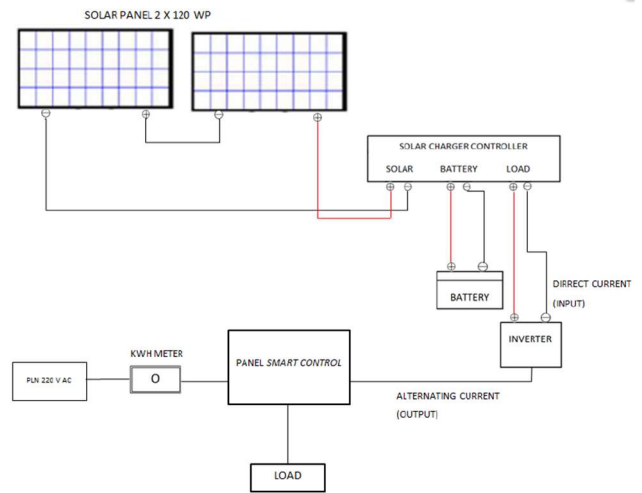 SOLAR PANEL 2 X 120 WP
SOLAR CHARGER CONTROLLER
SOLAR BATTERY LOAD
BATTERY
DIRRECT CURRENT
(INPUT)
INVERTER
KWH METER
PANEL SMART CONTROL
PLN 220 V AC
O
ALTERNATING CURRENT
(OUTPUT)
LOAD